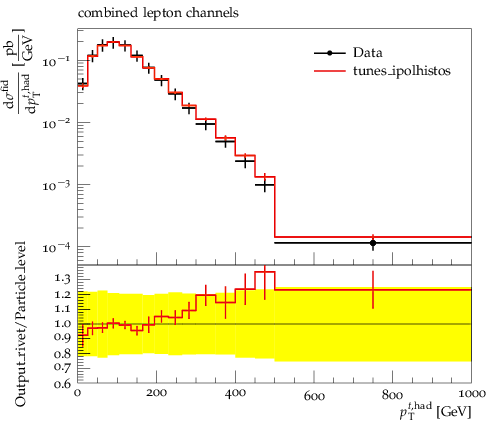 combined lepton channels
dσ^fid / dp_T^{t,had} [pb / GeV]
Data
tunes_ipolhistos
10^−1
10^−2
10^−3
10^−4
Output_rivet/Particle_level
1.3
1.2
1.1
1.0
0.9
0.8
0.7
0.6
0 200 400 600 800 1000
p_T^{t,had} [GeV]